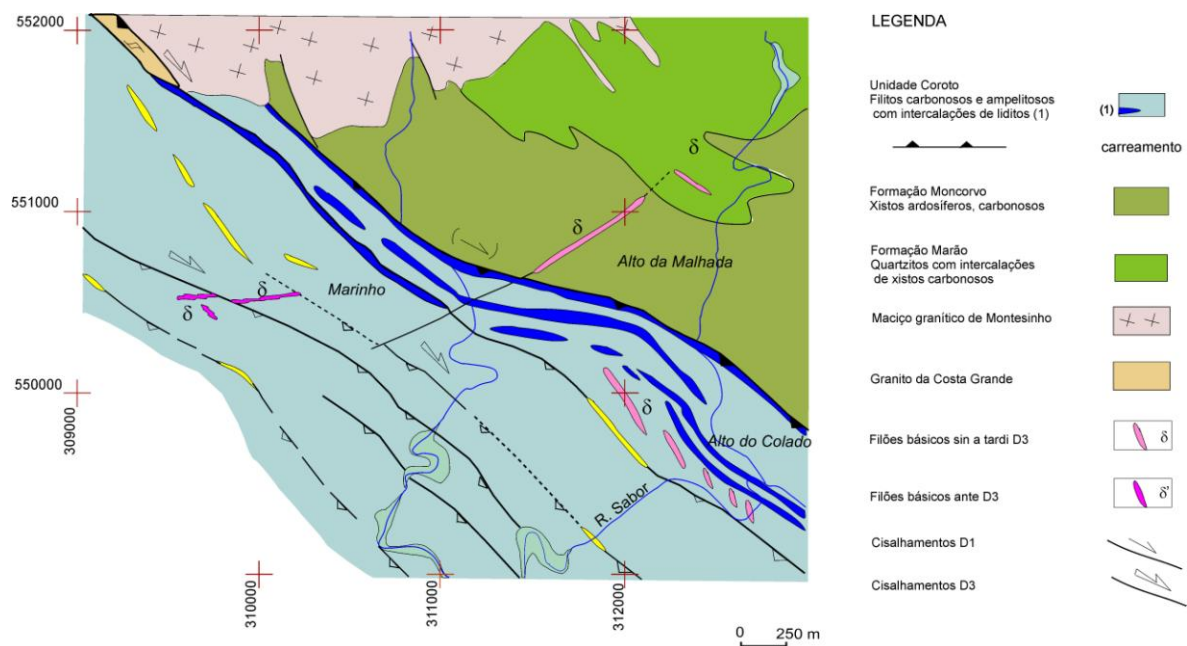 LEGENDA
Unidade Coroto
Filitos carbonosos e ampelitosos
com intercalações de liditos (1)
(1)
carreamento
Formação Moncorvo
Xistos ardosíferos, carbonosos
Formação Marão
Quartzitos com intercalações
de xistos carbonosos
Maciço granítico de Montesinho
Granito da Costa Grande
Filões básicos sin a tardi D3
δ
Filões básicos ante D3
δ'
Cisalhamentos D1
Cisalhamentos D3
552000
551000
550000
309000
310000
311000
312000
δ
δ
Alto da Malhada
Marinho
δ
δ
δ
Alto do Colado
R. Sabor
0 250 m